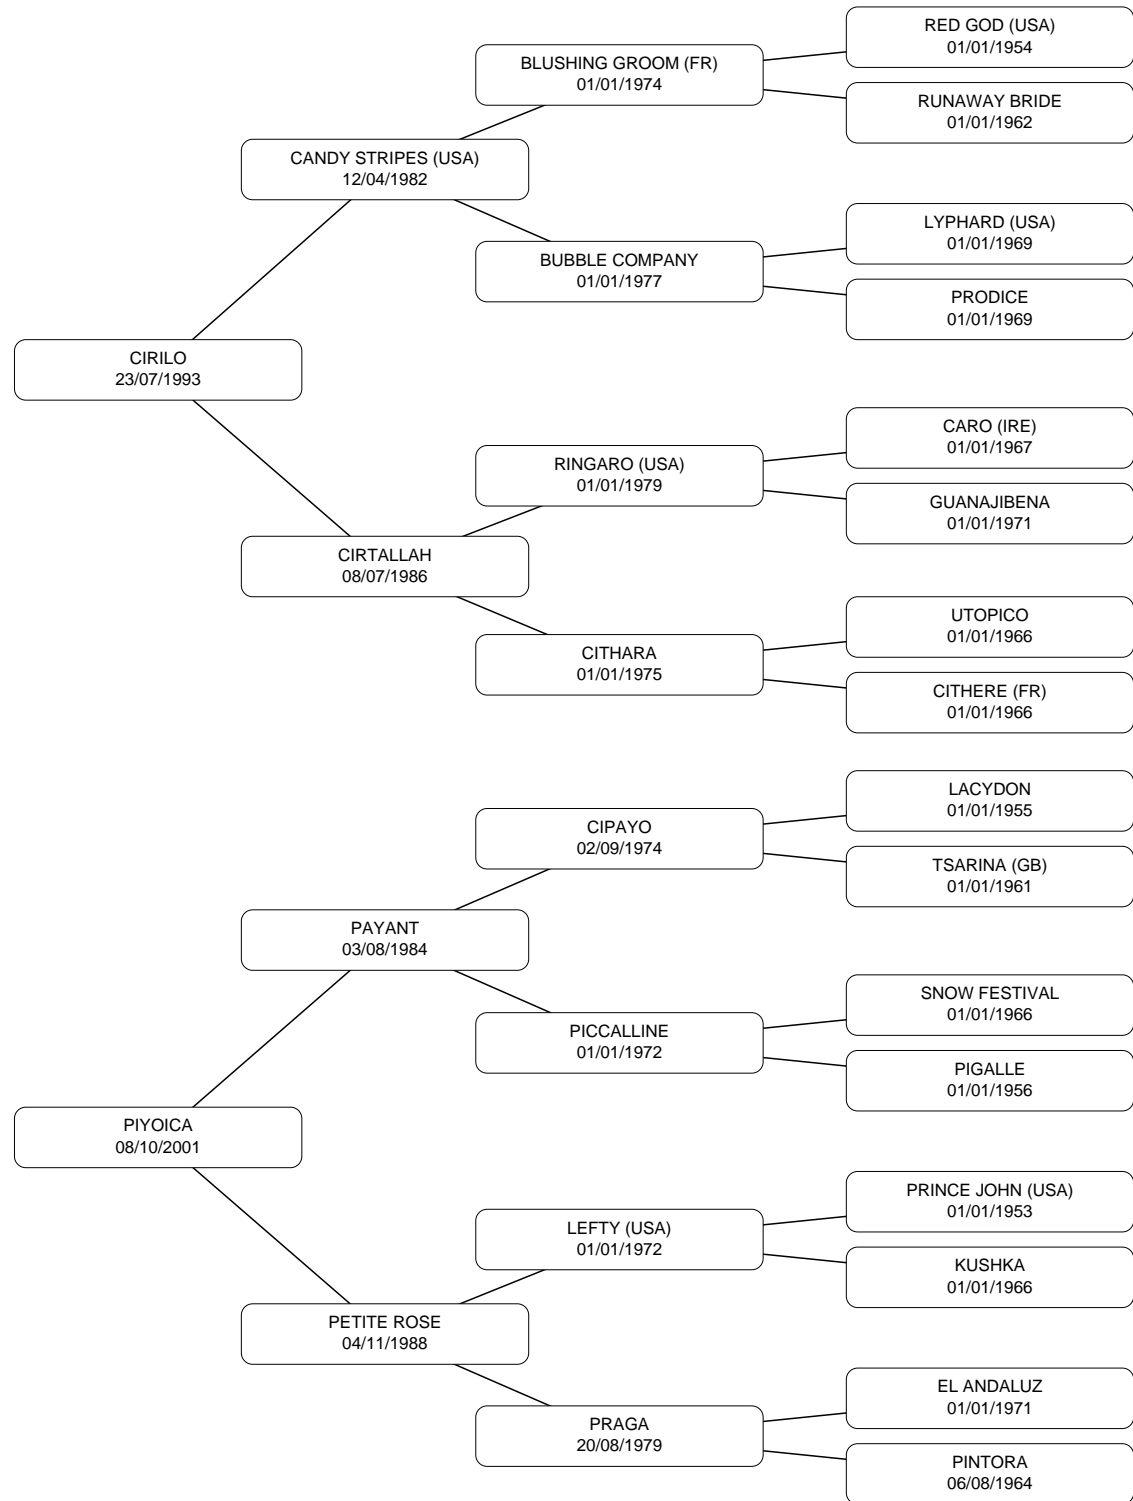 RED GOD (USA)
01/01/1954
BLUSHING GROOM (FR)
01/01/1974
RUNAWAY BRIDE
01/01/1962
CANDY STRIPES (USA)
12/04/1982
LYPHARD (USA)
01/01/1969
BUBBLE COMPANY
01/01/1977
PRODICE
01/01/1969
CIRILO
23/07/1993
CARO (IRE)
01/01/1967
RINGARO (USA)
01/01/1979
GUANAJIBENA
01/01/1971
CIRTALLAH
08/07/1986
UTOPICO
01/01/1966
CITHARA
01/01/1975
CITHERE (FR)
01/01/1966
LACYDON
01/01/1955
CIPAYO
02/09/1974
TSARINA (GB)
01/01/1961
PAYANT
03/08/1984
SNOW FESTIVAL
01/01/1966
PICCALLINE
01/01/1972
PIGALLE
01/01/1956
PIYOICA
08/10/2001
PRINCE JOHN (USA)
01/01/1953
LEFTY (USA)
01/01/1972
KUSHKA
01/01/1966
PETITE ROSE
04/11/1988
EL ANDALUZ
01/01/1971
PRAGA
20/08/1979
PINTORA
06/08/1964